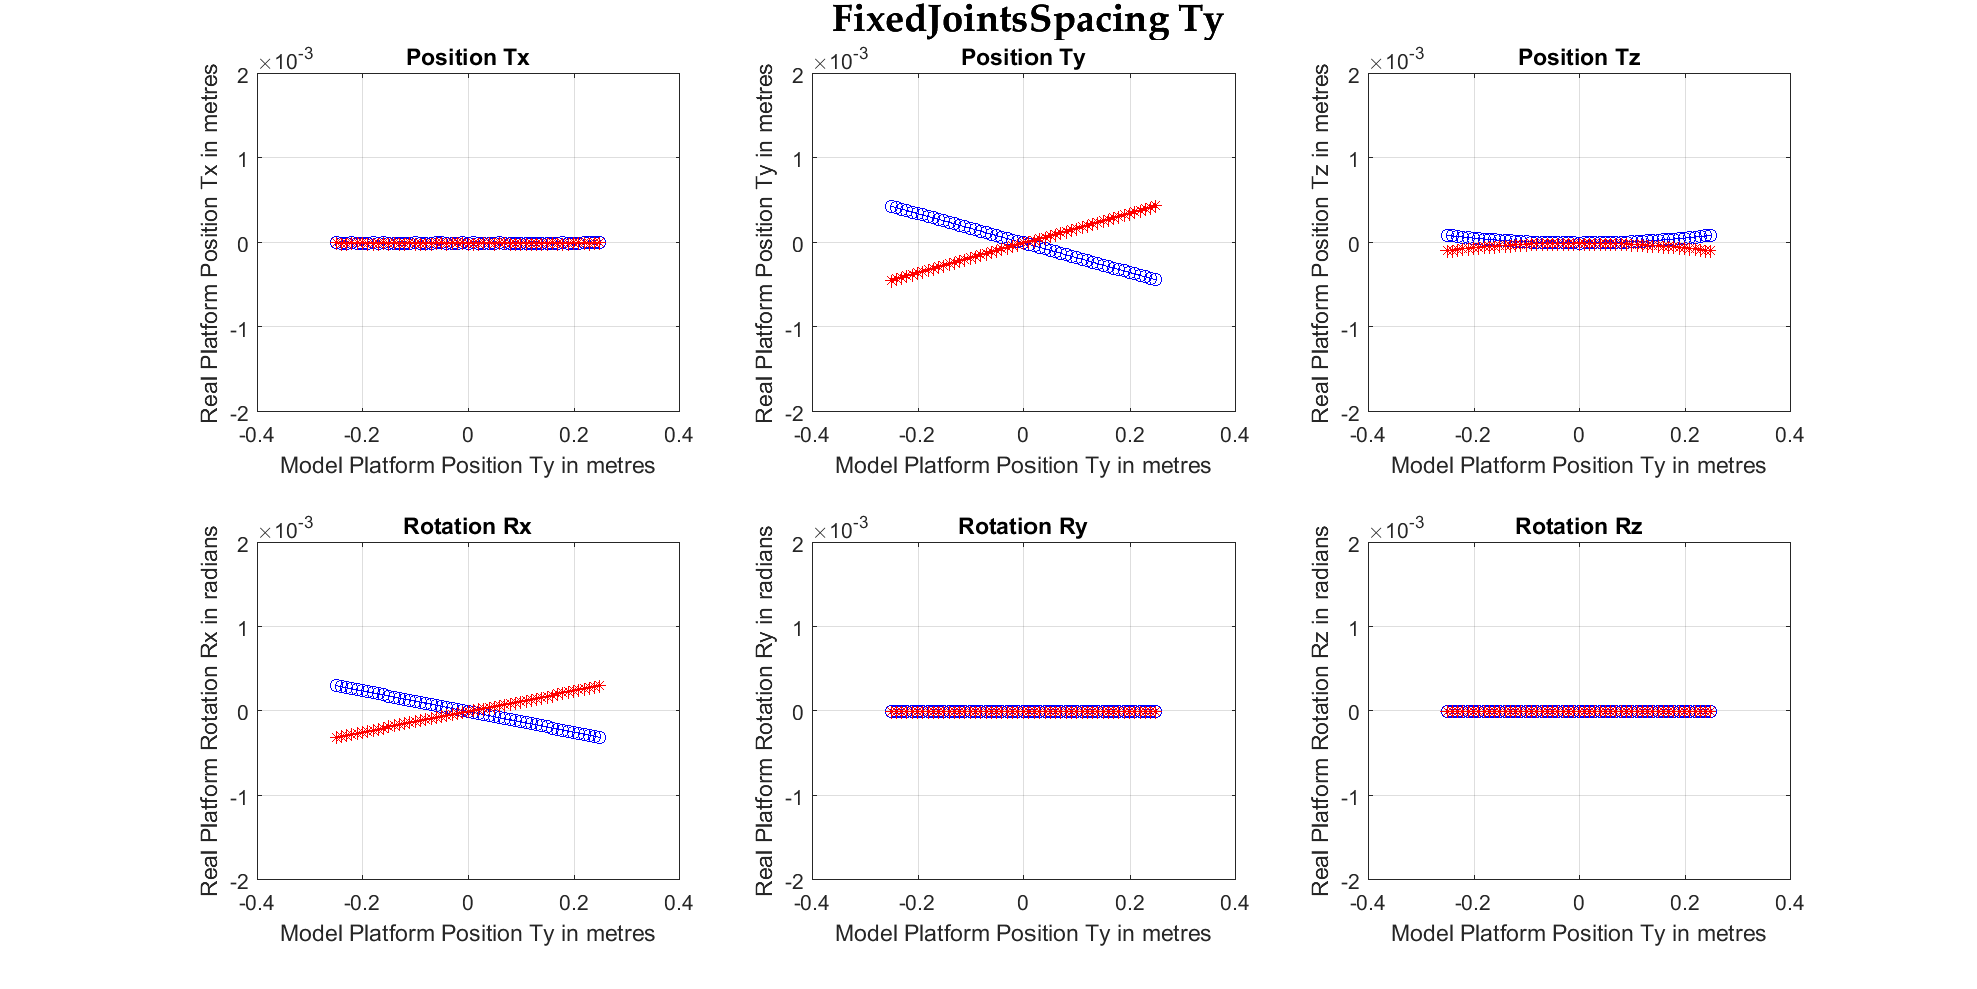 FixedJointsSpacing Ty
Position Tx
×10-3
Real Platform Position Tx in metres
2
1
0
-1
-2
-0.4 -0.2 0 0.2 0.4
Model Platform Position Ty in metres
Position Ty
×10-3
Real Platform Position Ty in metres
2
1
0
-1
-2
-0.4 -0.2 0 0.2 0.4
Model Platform Position Ty in metres
Position Tz
×10-3
Real Platform Position Tz in metres
2
1
0
-1
-2
-0.4 -0.2 0 0.2 0.4
Model Platform Position Ty in metres
Rotation Rx
×10-3
Real Platform Rotation Rx in radians
2
1
0
-1
-2
-0.4 -0.2 0 0.2 0.4
Model Platform Position Ty in metres
Rotation Ry
×10-3
Real Platform Rotation Ry in radians
2
1
0
-1
-2
-0.4 -0.2 0 0.2 0.4
Model Platform Position Ty in metres
Rotation Rz
×10-3
Real Platform Rotation Rz in radians
2
1
0
-1
-2
-0.4 -0.2 0 0.2 0.4
Model Platform Position Ty in metres